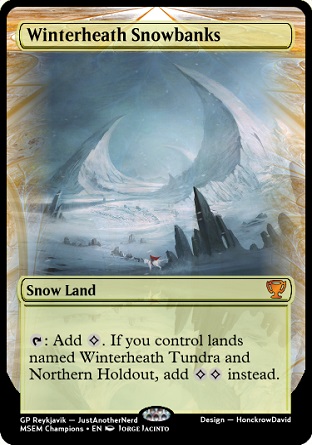 Winterheath Snowbanks
Snow Land
: Add . If you control lands
named Winterheath Tundra and
Northern Holdout, add instead.
GP Reykjavik — JustAnotherNerd
Design — HonckrowDavid
MSEM Champions • EN Jorge Jacinto